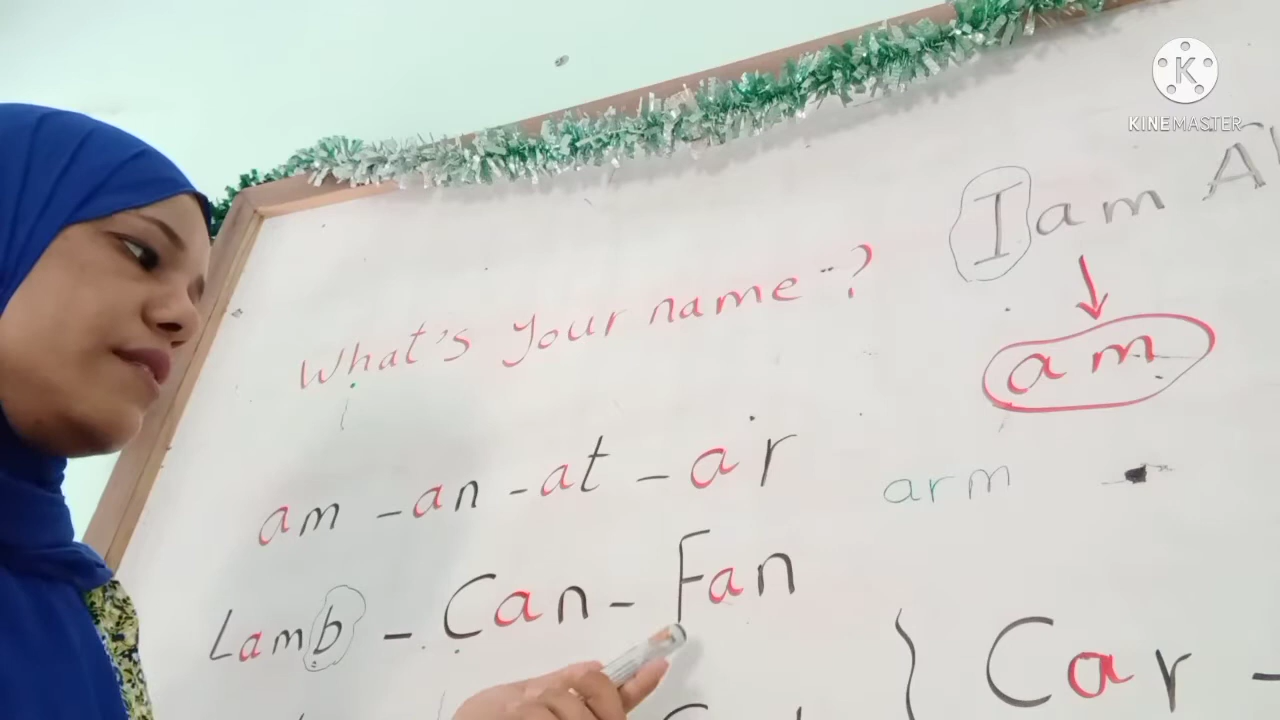 KINEMASTER
I am
What's your name?
am
am - an - at - ar
arm
Lamb - Can - Fan
Car -